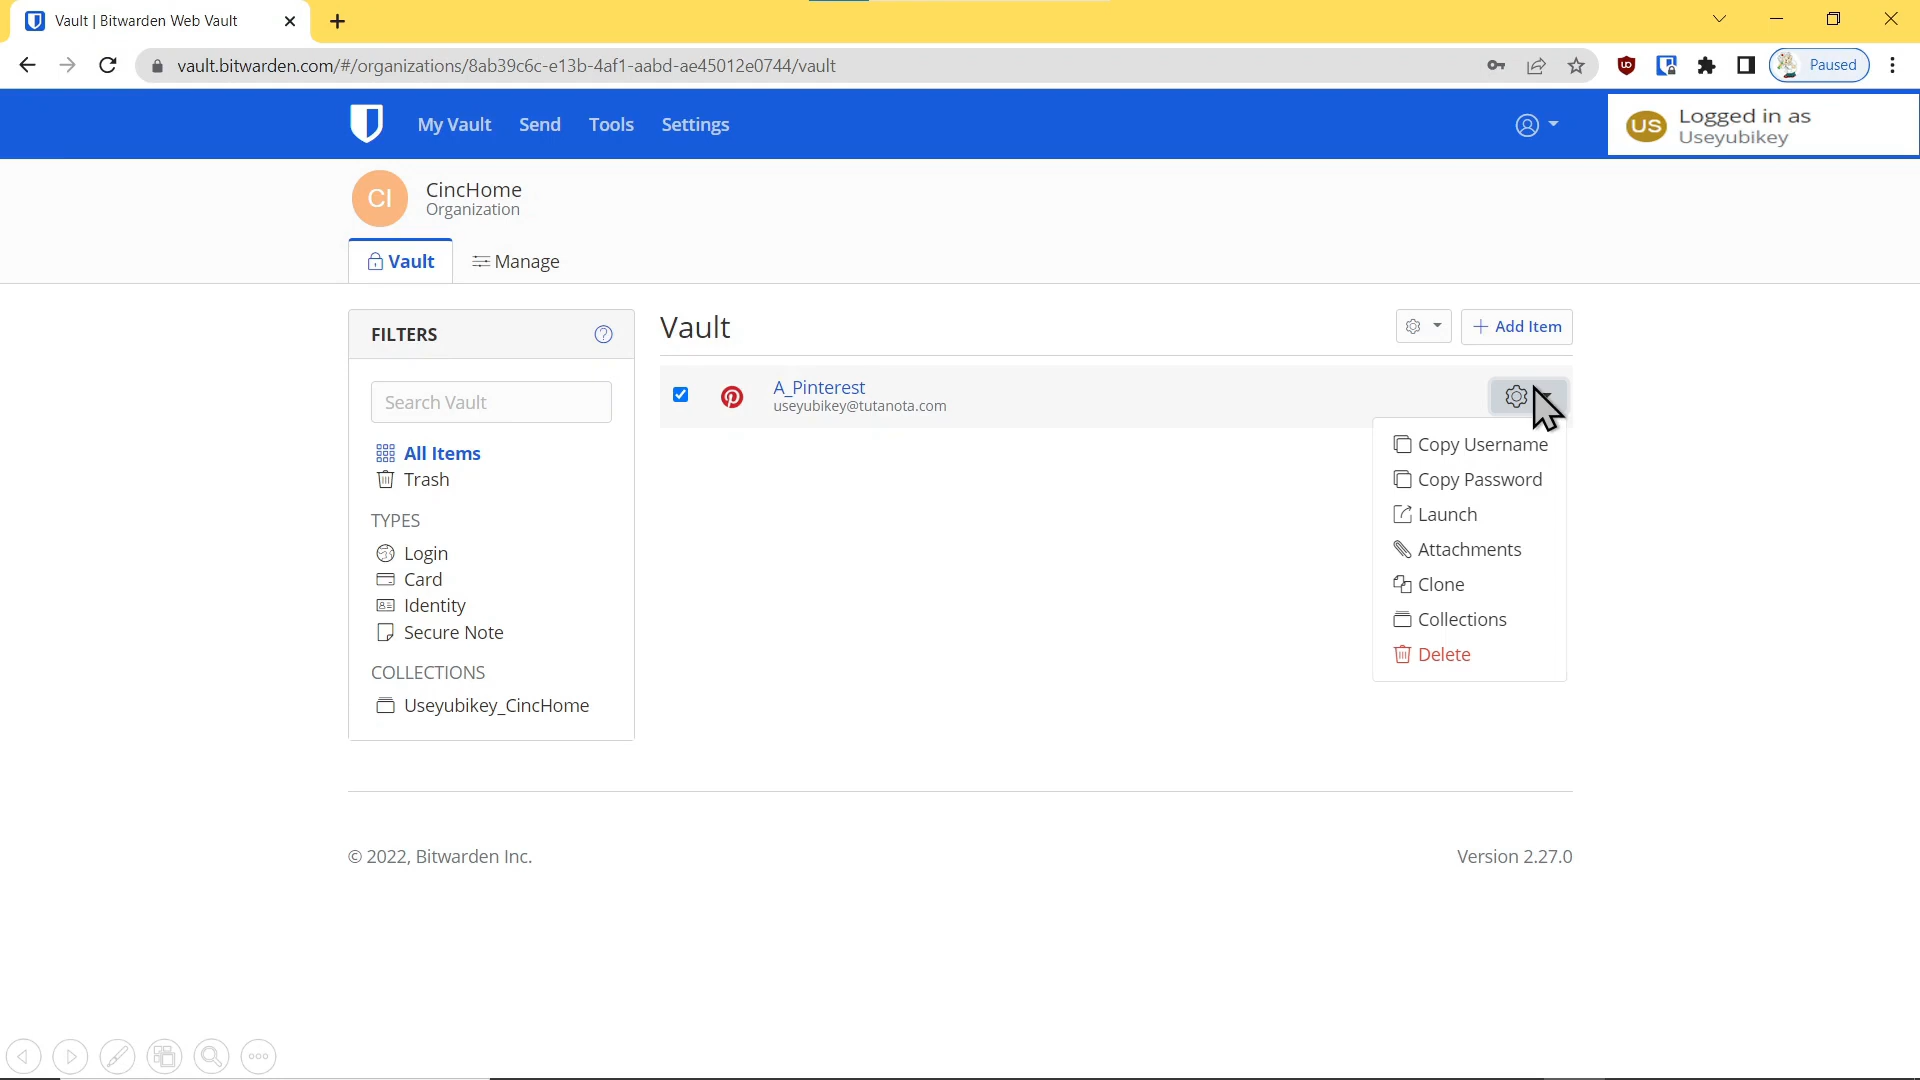 Vault | Bitwarden Web Vault
vault.bitwarden.com/#/organizations/8ab39c6c-e13b-4af1-aabd-ae45012e0744/vault
Paused
My Vault
Send
Tools
Settings
US
Logged in as
Useyubikey
CI
CincHome
Organization
Vault
Manage
FILTERS
Search Vault
All Items
Trash
TYPES
Login
Card
Identity
Secure Note
COLLECTIONS
Useyubikey_CincHome
Vault
Add Item
A_Pinterest
useyubikey@tutanota.com
Copy Username
Copy Password
Launch
Attachments
Clone
Collections
Delete
© 2022, Bitwarden Inc.
Version 2.27.0